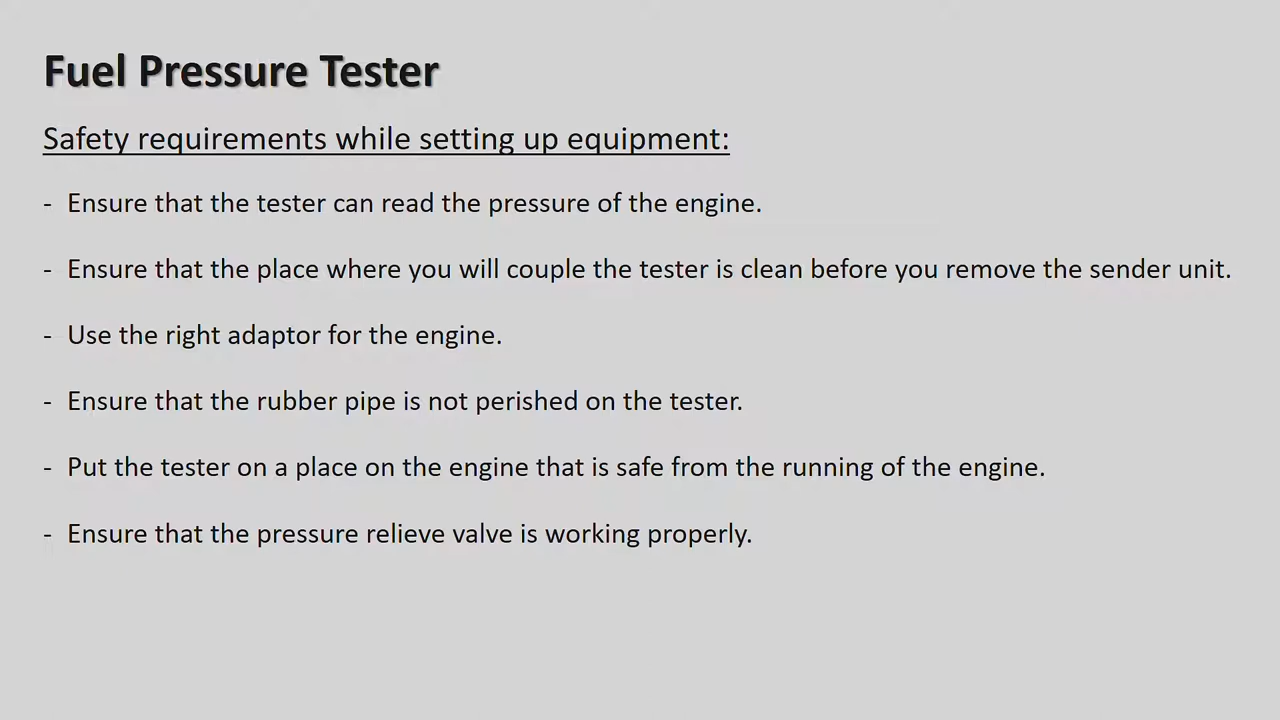 Fuel Pressure Tester
Safety requirements while setting up equipment:
- Ensure that the tester can read the pressure of the engine.
- Ensure that the place where you will couple the tester is clean before you remove the sender unit.
- Use the right adaptor for the engine.
- Ensure that the rubber pipe is not perished on the tester.
- Put the tester on a place on the engine that is safe from the running of the engine.
- Ensure that the pressure relieve valve is working properly.